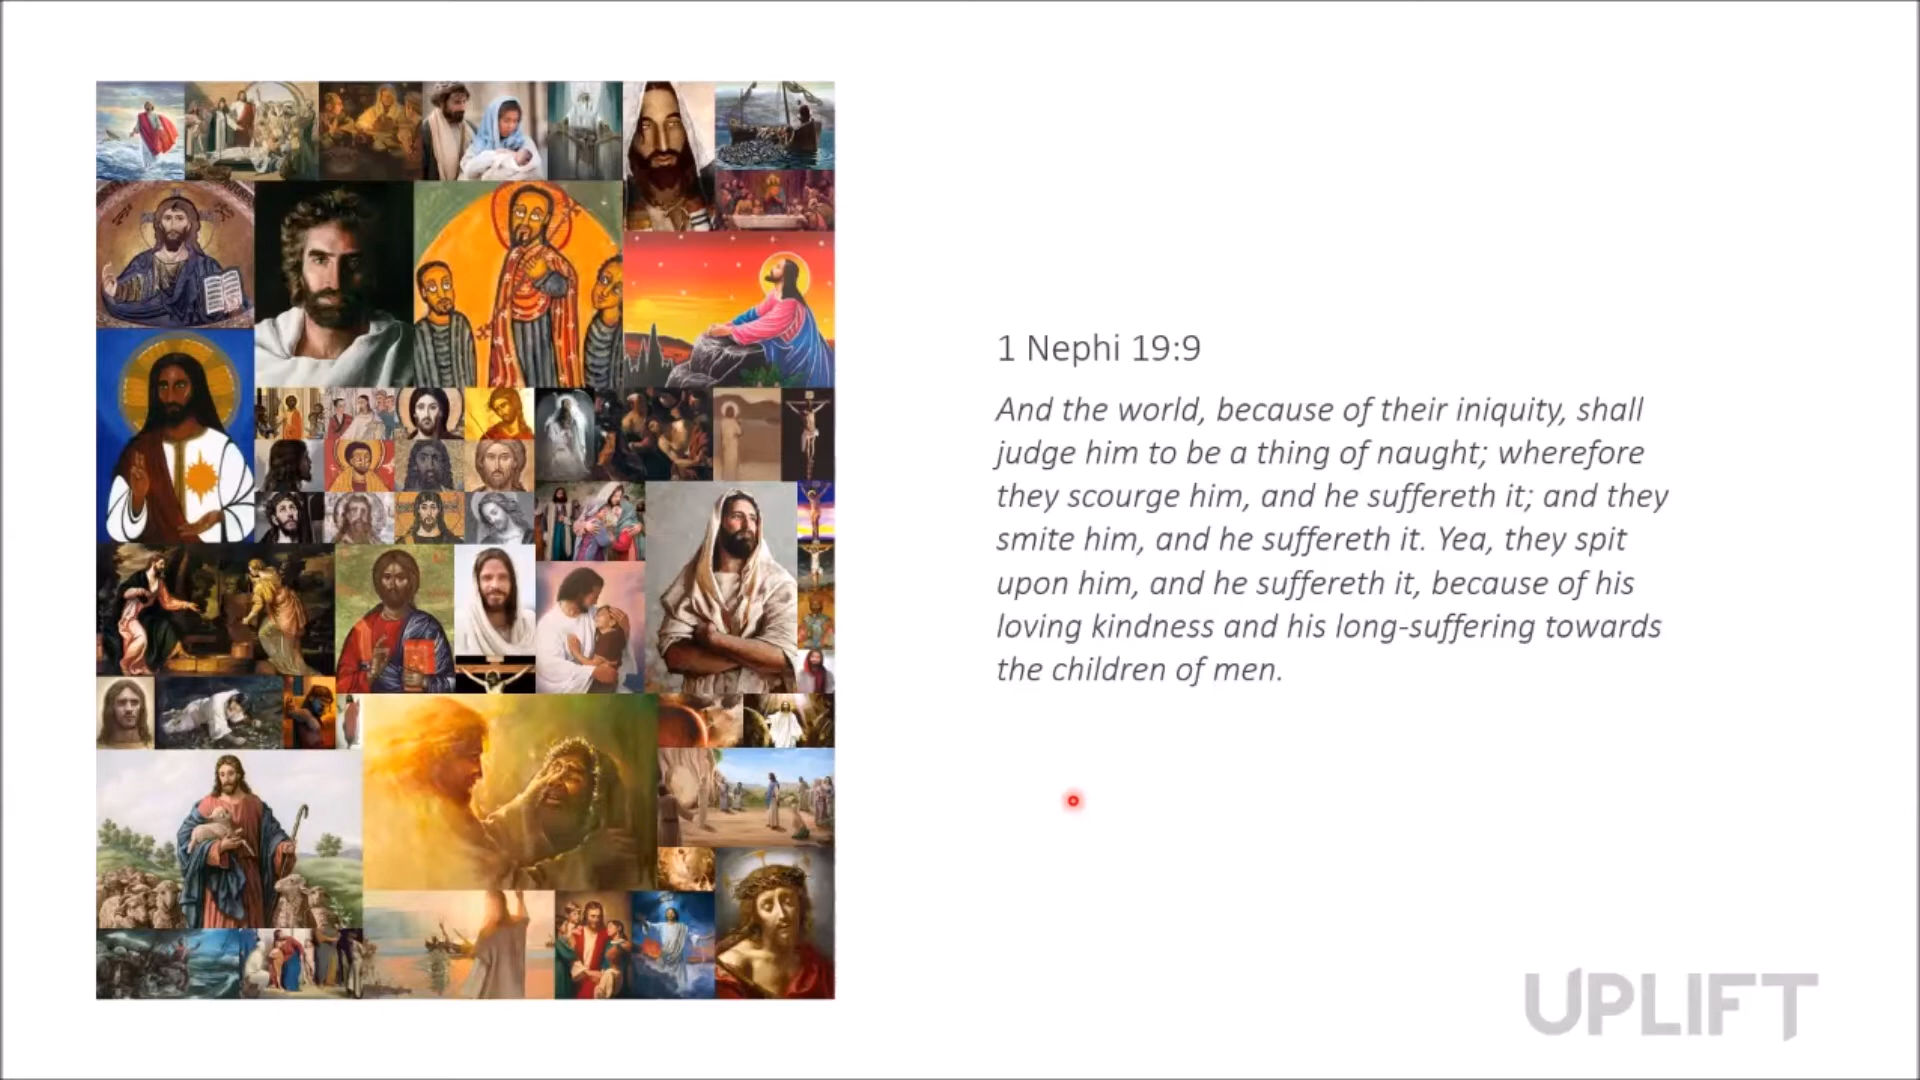 1 Nephi 19:9
And the world, because of their iniquity, shall
judge him to be a thing of naught; wherefore
they scourge him, and he suffereth it; and they
smite him, and he suffereth it. Yea, they spit
upon him, and he suffereth it, because of his
loving kindness and his long-suffering towards
the children of men.
UPLIFT